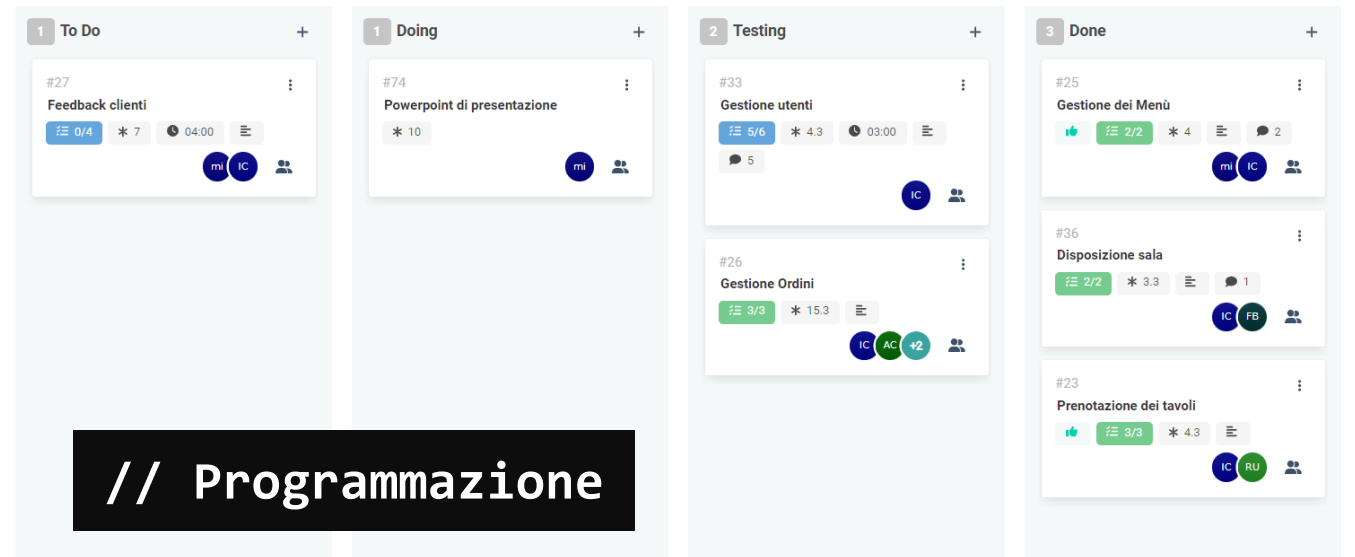 1 To Do +
#27
Feedback clienti
0/4 7 04:00
mi IC
1 Doing +
#74
Powerpoint di presentazione
10
mi
2 Testing +
#33
Gestione utenti
5/6 4.3 03:00
5
IC
#26
Gestione Ordini
3/3 15.3
IC AC +2
3 Done +
#25
Gestione dei Menù
2/2 4 2
mi IC
#36
Disposizione sala
2/2 3.3 1
IC FB
#23
Prenotazione dei tavoli
3/3 4.3
IC RU
// Programmazione